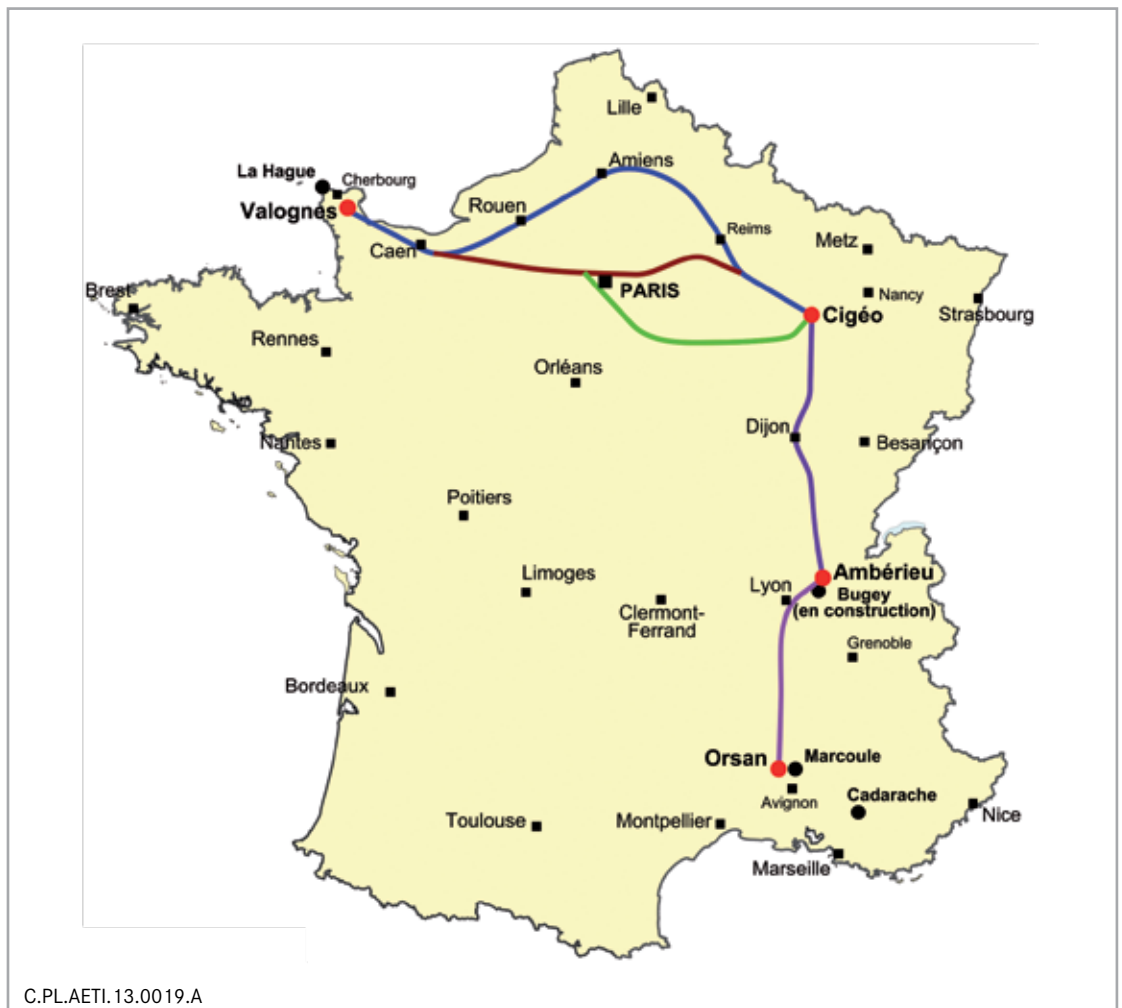 Lille
Amiens
La Hague
Cherbourg
Valognes
Rouen
Reims
Caen
Metz
PARIS
Nancy
Brest
Cigéo
Strasbourg
Rennes
Orléans
Dijon
Nantes
Besançon
Poitiers
Limoges
Lyon
Ambérieu
Clermont-
Ferrand
Bugey
(en construction)
Grenoble
Bordeaux
Orsan
Marcoule
Avignon
Cadarache
Toulouse
Montpellier
Nice
Marseille
C.PL.AETI.13.0019.A